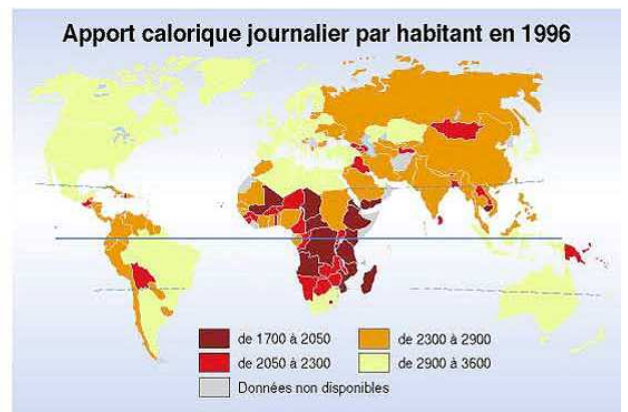 Apport calorique journalier par habitant en 1996
de 1700 à 2050
de 2300 à 2900
de 2050 à 2300
de 2900 à 3600
Données non disponibles